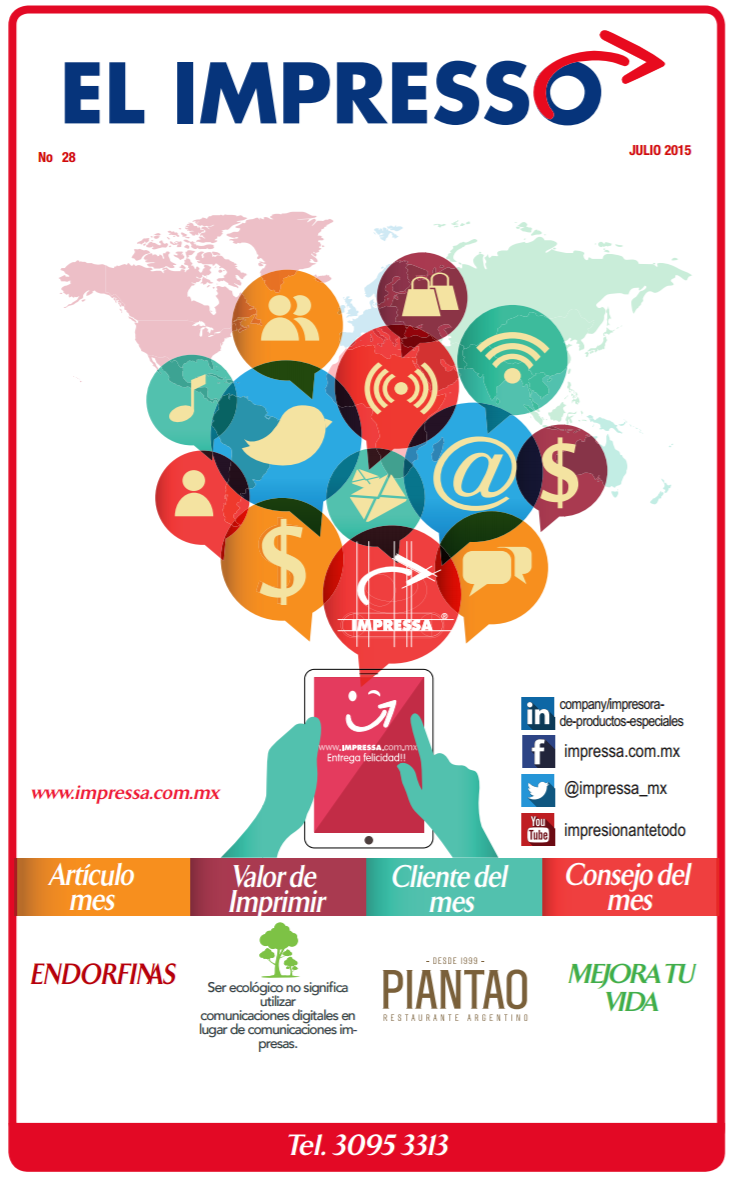 EL IMPRESSO
No 28
JULIO 2015
@
$
$
IMPRESSA
®
www.IMPRESSA.com.mx
Entrega felicidad!!
www.impressa.com.mx
in
company/impresora-
de-productos-especiales
f
impressa.com.mx
@impressa_mx
You
Tube
impresionantetodo
Artículo
mes
Valor de
Imprimir
Cliente del
mes
Consejo del
mes
ENDORFINAS
Ser ecológico no significa
utilizar
comunicaciones digitales en
lugar de comunicaciones im-
presas.
- DESDE 1999 -
PIANTAO
RESTAURANTE ARGENTINO
MEJORA TU
VIDA
Tel. 3095 3313